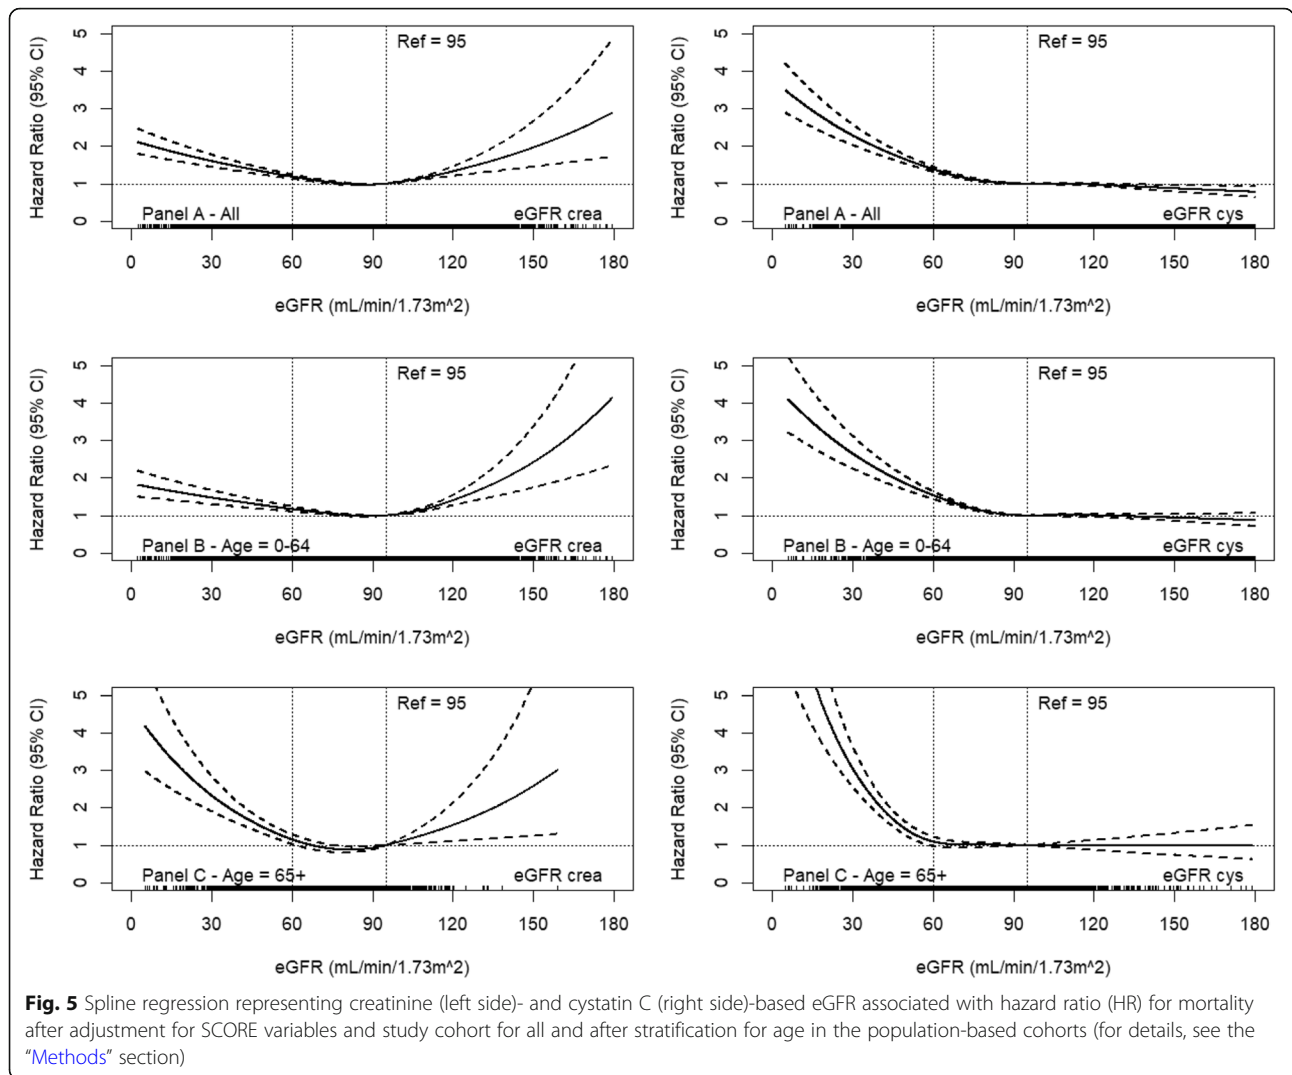 Hazard Ratio (95% CI)
5
4
3
2
1
0
Ref = 95
Panel A - All
eGFR crea
0 30 60 90 120 150 180
eGFR (mL/min/1.73m^2)
Hazard Ratio (95% CI)
5
4
3
2
1
0
Ref = 95
Panel A - All
eGFR cys
0 30 60 90 120 150 180
eGFR (mL/min/1.73m^2)
Hazard Ratio (95% CI)
5
4
3
2
1
0
Ref = 95
Panel B - Age = 0-64
eGFR crea
0 30 60 90 120 150 180
eGFR (mL/min/1.73m^2)
Hazard Ratio (95% CI)
5
4
3
2
1
0
Ref = 95
Panel B - Age = 0-64
eGFR cys
0 30 60 90 120 150 180
eGFR (mL/min/1.73m^2)
Hazard Ratio (95% CI)
5
4
3
2
1
0
Ref = 95
Panel C - Age = 65+
eGFR crea
0 30 60 90 120 150 180
eGFR (mL/min/1.73m^2)
Hazard Ratio (95% CI)
5
4
3
2
1
0
Ref = 95
Panel C - Age = 65+
eGFR cys
0 30 60 90 120 150 180
eGFR (mL/min/1.73m^2)
Fig. 5 Spline regression representing creatinine (left side)- and cystatin C (right side)-based eGFR associated with hazard ratio (HR) for mortality
after adjustment for SCORE variables and study cohort for all and after stratification for age in the population-based cohorts (for details, see the
"Methods" section)